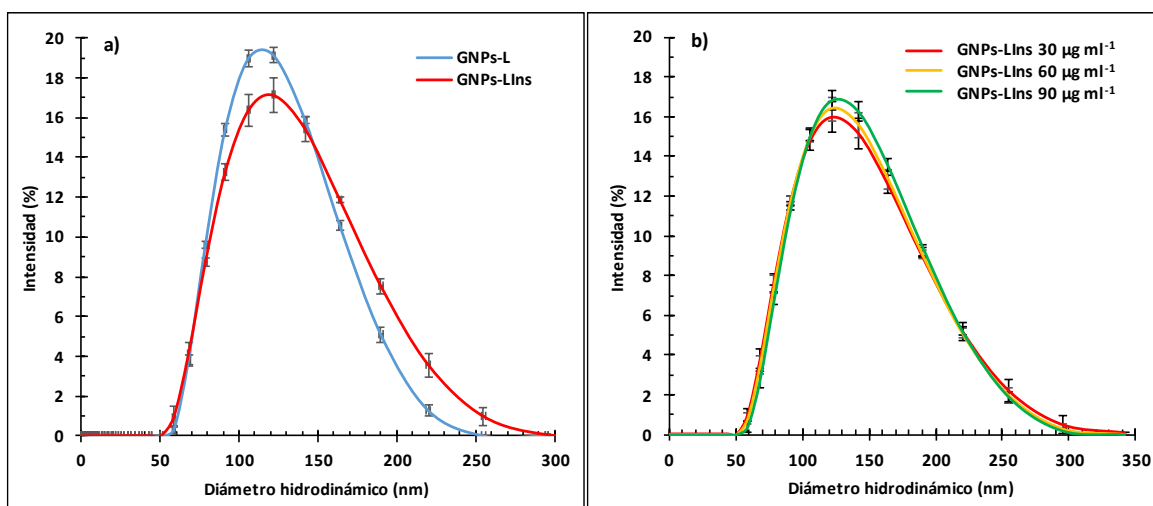 a)
GNPs-L
GNPs-LIns
Intensidad (%)
20
18
16
14
12
10
8
6
4
2
0
0 50 100 150 200 250 300
Diámetro hidrodinámico (nm)
b)
GNPs-LIns 30 µg ml-1
GNPs-LIns 60 µg ml-1
GNPs-LIns 90 µg ml-1
Intensidad (%)
20
18
16
14
12
10
8
6
4
2
0
0 50 100 150 200 250 300 350
Diámetro hidrodinámico (nm)